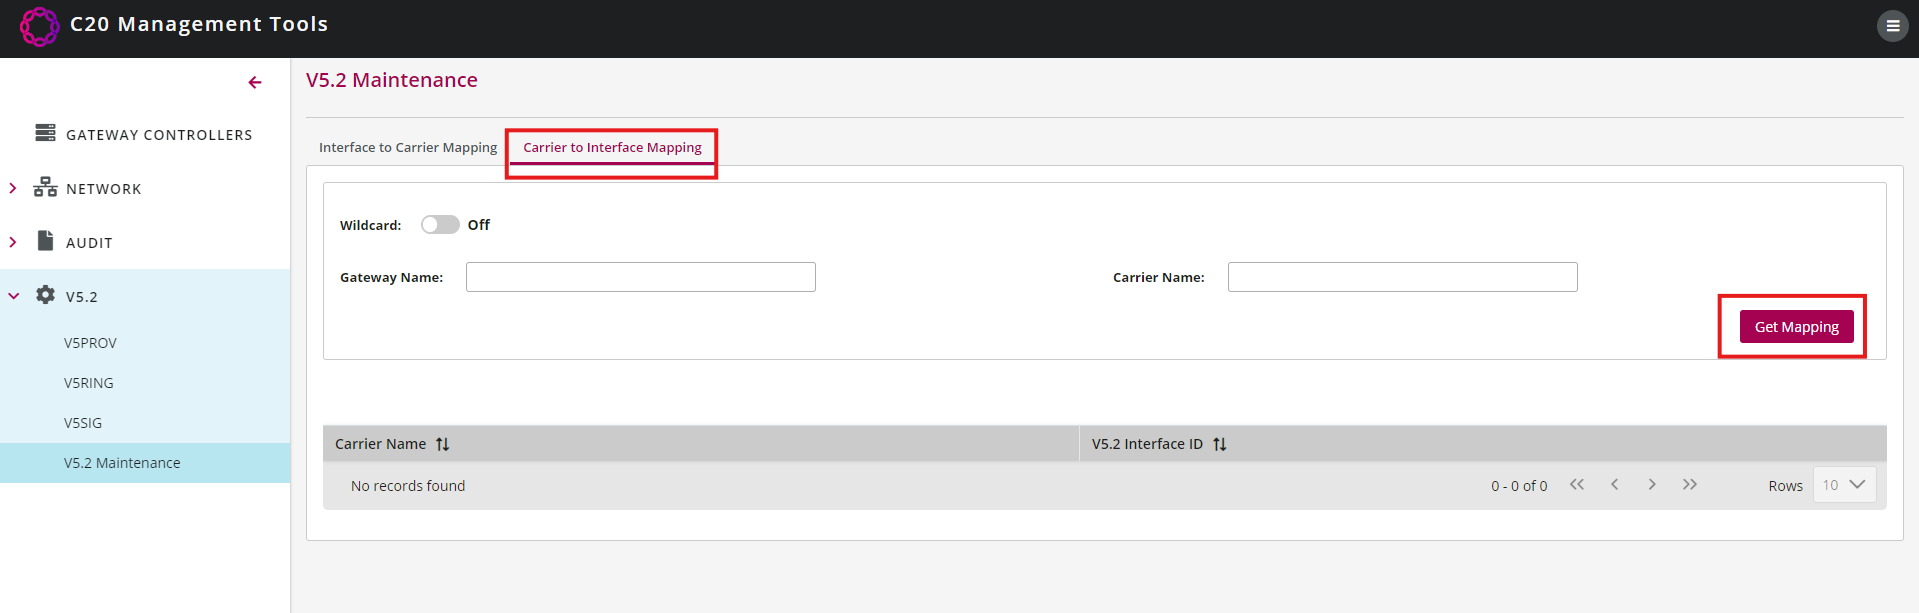 C20 Management Tools
GATEWAY CONTROLLERS
NETWORK
AUDIT
V5.2
V5PROV
V5RING
V5SIG
V5.2 Maintenance
V5.2 Maintenance
Interface to Carrier Mapping
Carrier to Interface Mapping
Wildcard: Off
Gateway Name:
Carrier Name:
Get Mapping
Carrier Name
V5.2 Interface ID
No records found
0 - 0 of 0
Rows 10